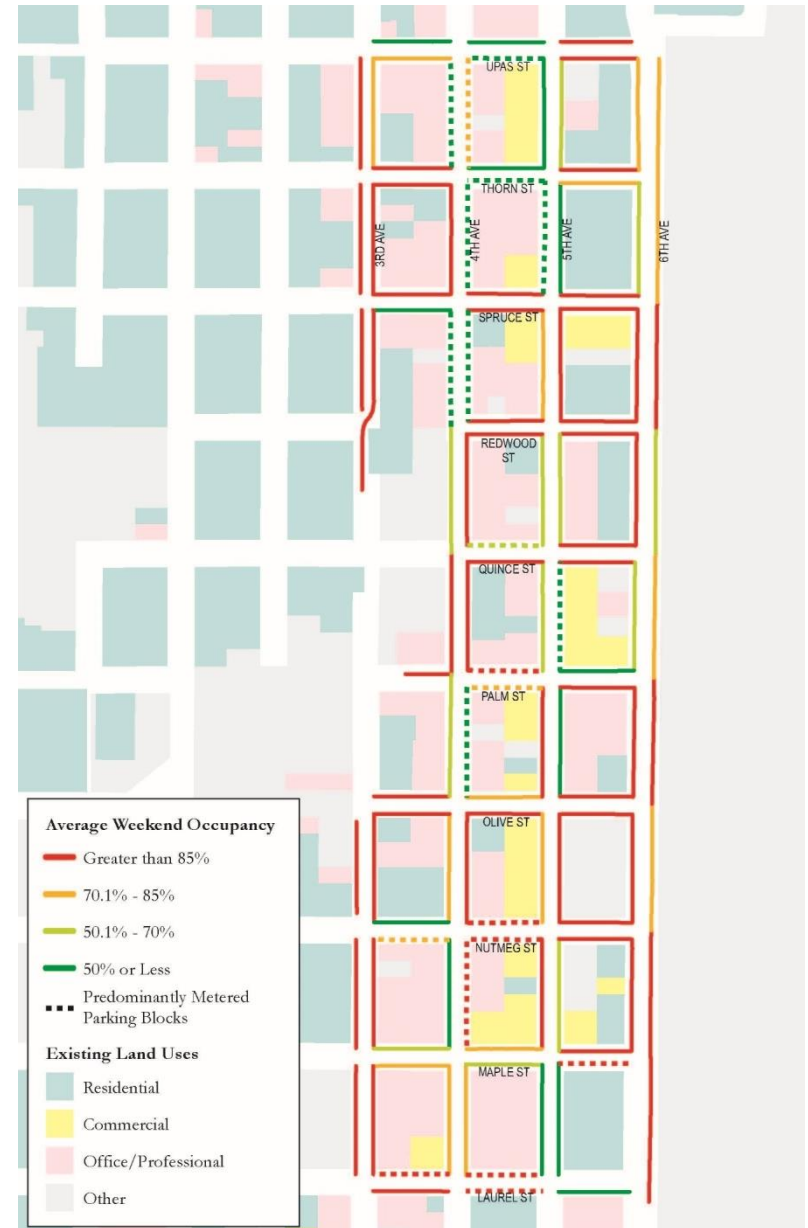 UPAS ST
THORN ST
3RD AVE
4TH AVE
5TH AVE
6TH AVE
SPRUCE ST
REDWOOD
ST
QUINCE ST
PALM ST
OLIVE ST
NUTMEG ST
MAPLE ST
LAUREL ST
Average Weekend Occupancy
Greater than 85%
70.1% - 85%
50.1% - 70%
50% or Less
Predominantly Metered
Parking Blocks
Existing Land Uses
Residential
Commercial
Office/Professional
Other